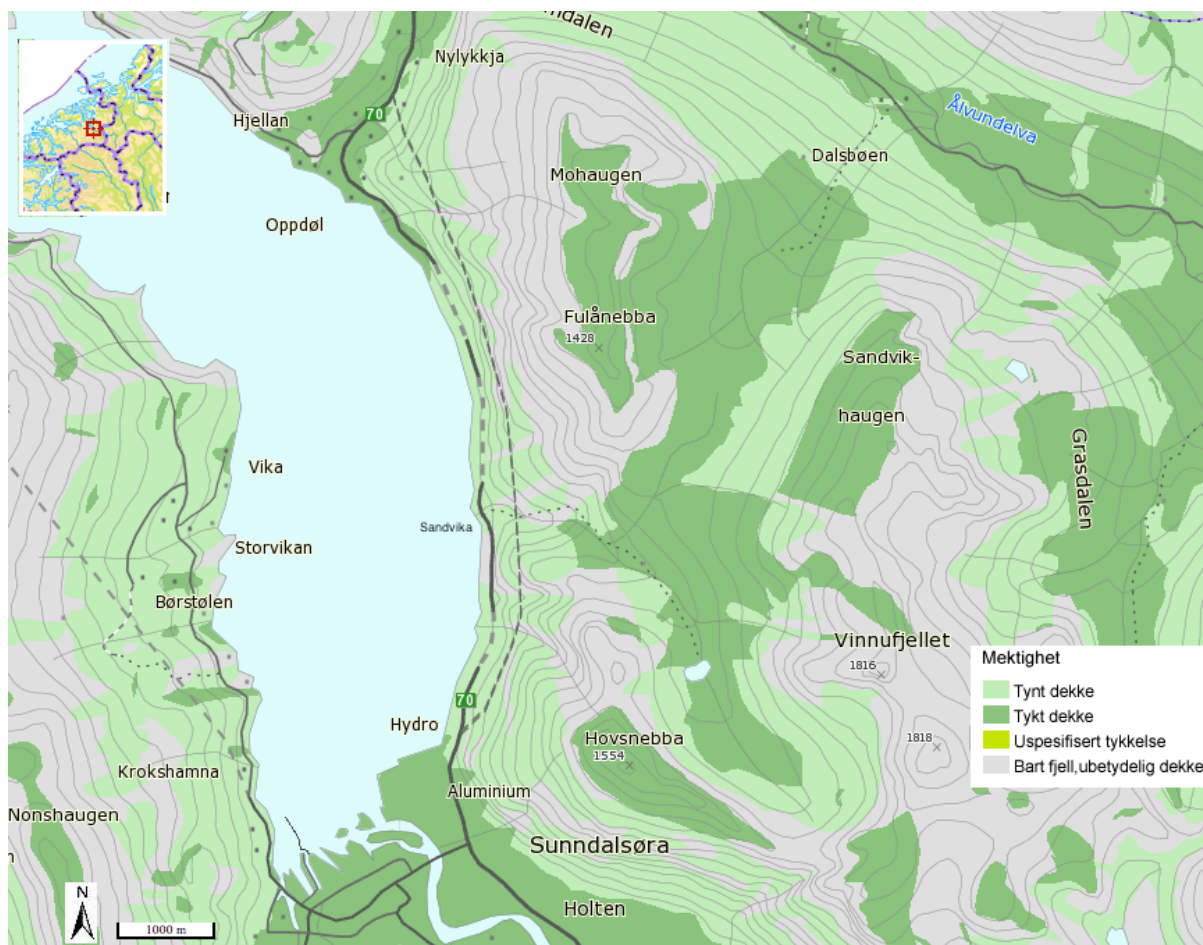 Nylykkja
70
Hjellan
Ålvundelva
Dalsbøen
Mohaugen
Oppdøl
Fulånebba
1428
Sandvik-
haugen
Grasdalen
Vika
Sandvika
Storvikan
Børstølen
Vinnufjellet
1816
Mektighet
Tynt dekke
Tykt dekke
Uspesifisert tykkelse
Bart fjell,ubetydelig dekke
70
Hydro
Hovsnebba
1554
1818
Krokshamna
Aluminium
Nonshaugen
Sunndalsøra
N
1000 m
Holten